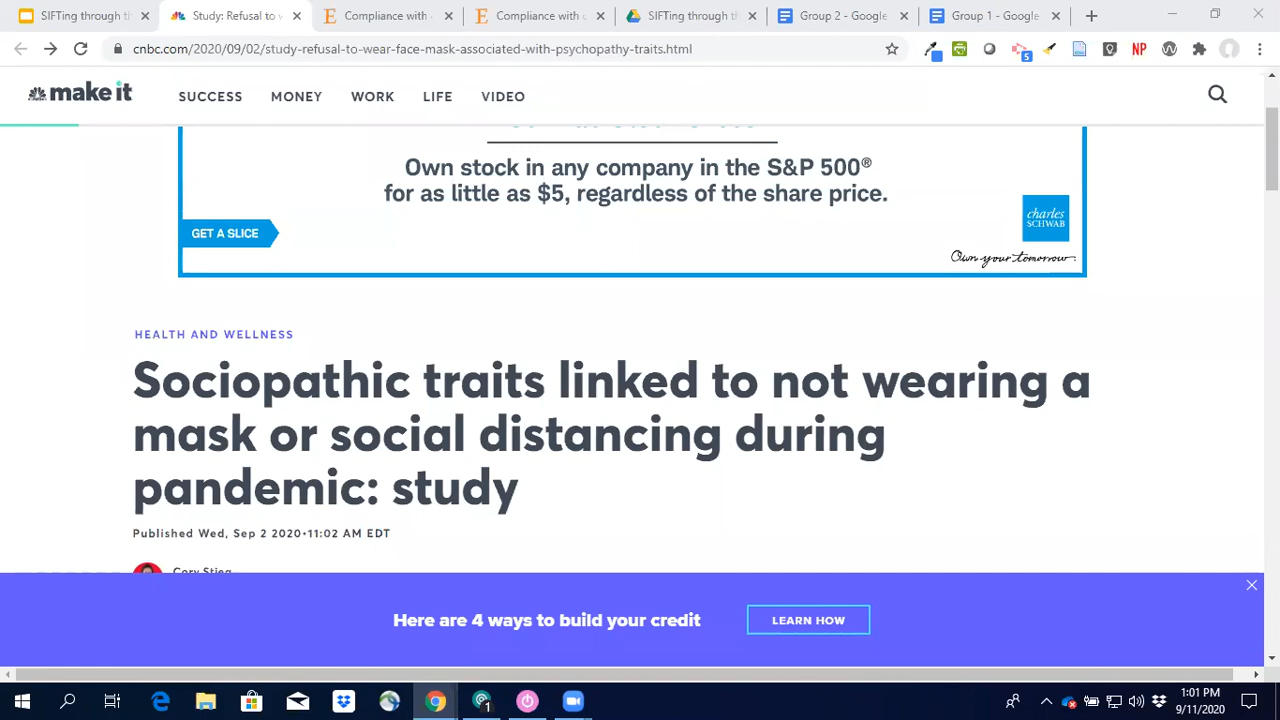 SIFTing through th
Study: Refusal to w
Compliance with
Compliance with c
SIFTing through th
Group 2 - Google
Group 1 - Google
cnbc.com/2020/09/02/study-refusal-to-wear-face-mask-associated-with-psychopathy-traits.html
5
NP
make it
SUCCESS
MONEY
WORK
LIFE
VIDEO
Own stock in any company in the S&P 500®
for as little as $5, regardless of the share price.
GET A SLICE
charles
SCHWAB
Own your tomorrow.
HEALTH AND WELLNESS
Sociopathic traits linked to not wearing a
mask or social distancing during
pandemic: study
Published Wed, Sep 2 2020•11:02 AM EDT
Cory Stieg
Here are 4 ways to build your credit
LEARN HOW
1
1:01 PM
9/11/2020